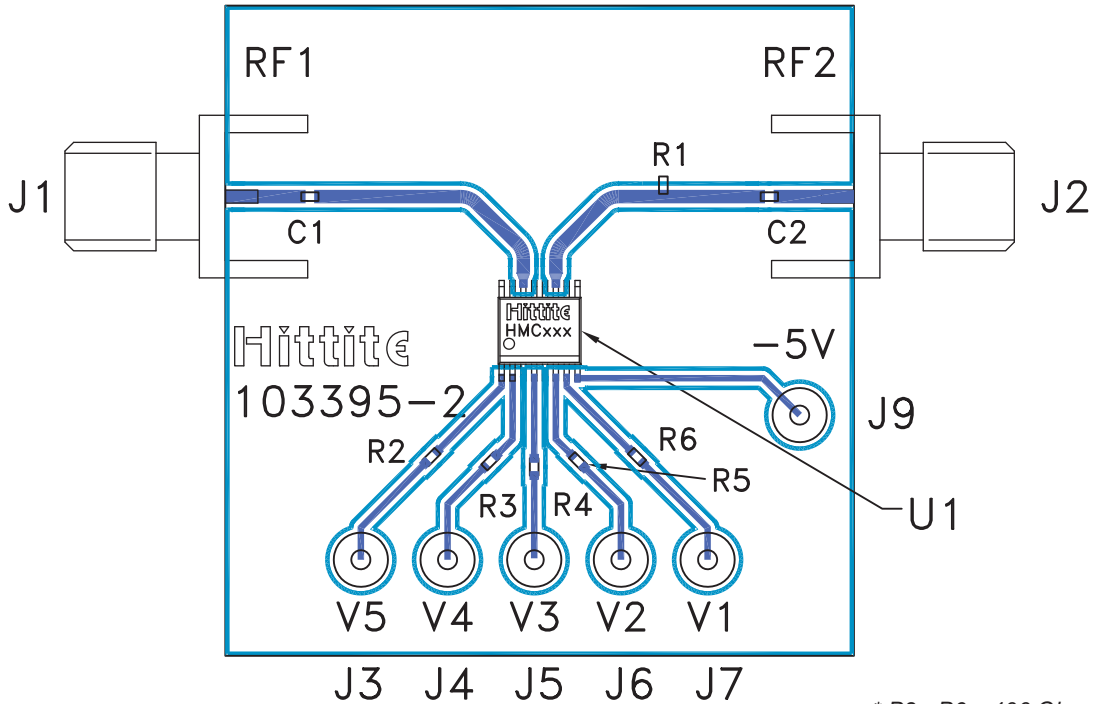 RF1 RF2
R1
J1 J2
C1 C2
Hittite
HMCxxx
Hittite -5V
103395-2
J9
R2 R6
R3 R4 R5
U1
V5 V4 V3 V2 V1
J3 J4 J5 J6 J7